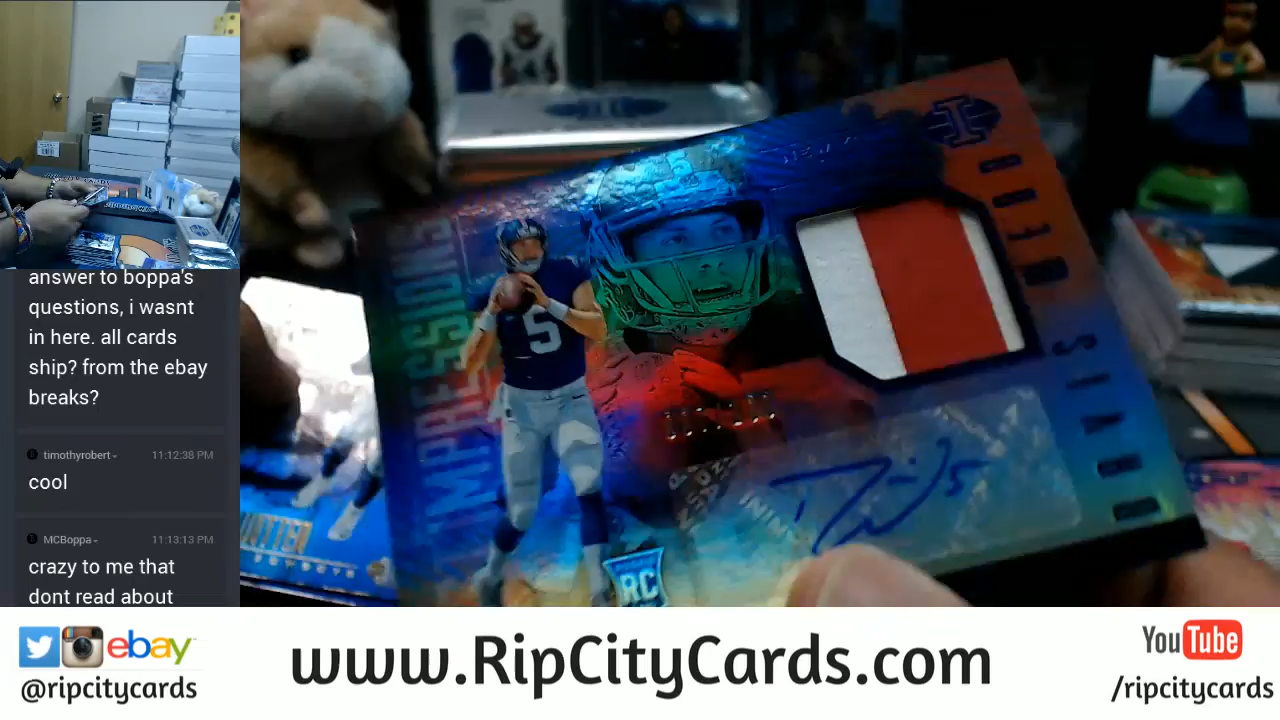 answer to boppa's
questions, i wasnt
in here. all cards
ship? from the ebay
breaks?
timothyrobert 11:12:38 PM
cool
MCBoppa 11:13:13 PM
crazy to me that
dont read about
IMPRESSIONS
5
I
WEBB
DAVIS
RC
R
T
ebay
@ripcitycards
www.RipCityCards.com
YouTube
/ripcitycards